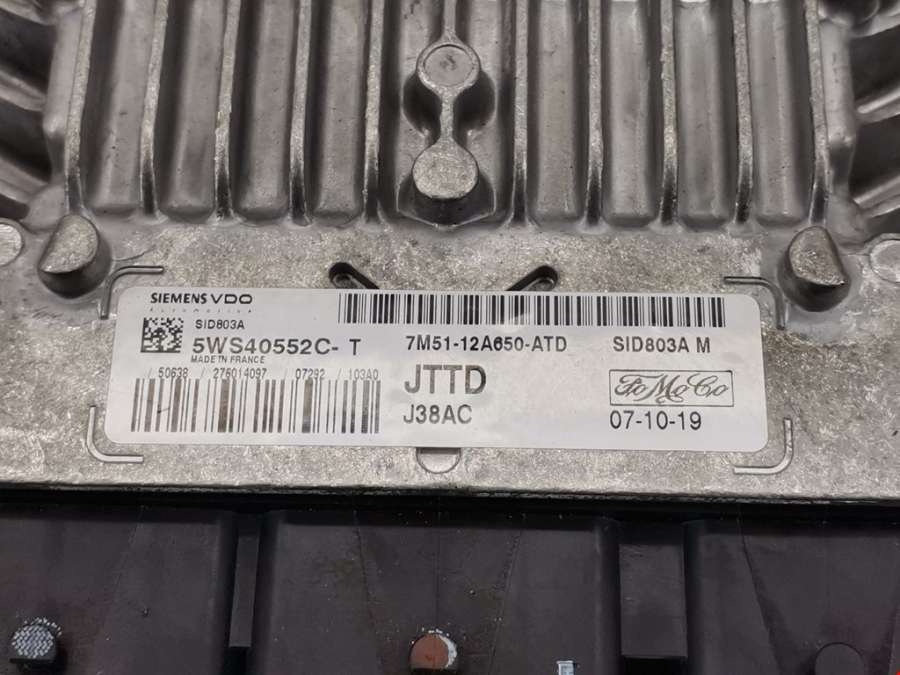 SIEMENS VDO
Automotive
SID803A
5WS40552C- T
MADE IN FRANCE
/ 50638 / 275014097 / 07292 / 103A0
7M51-12A650-ATD
SID803A M
JTTD
J38AC
FoMoCo
07-10-19